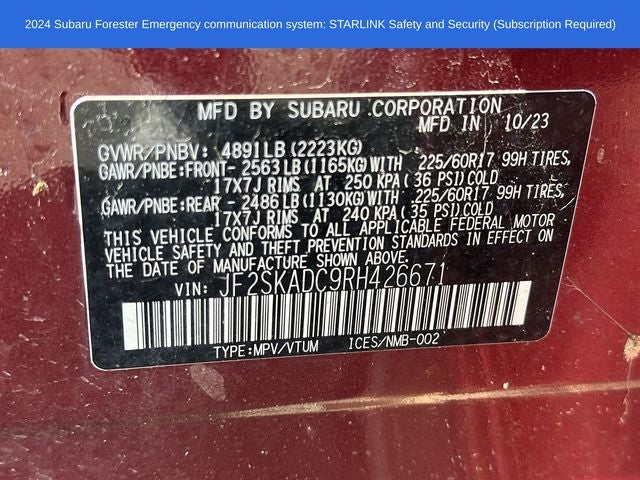 2024 Subaru Forester Emergency communication system: STARLINK Safety and Security (Subscription Required)
MFD BY SUBARU CORPORATION
MFD IN 10/23
GVWR/PNBV: 4891LB(2223KG)
GAWR/PNBE:FRONT- 2563LB(1165KG)WITH 225/60R17 99H TIRES,
17X7J RIMS AT 250 KPA(36 PSI)COLD
GAWR/PNBE:REAR - 2486LB(1130KG)WITH 225/60R17 99H TIRES,
17X7J RIMS AT 240 KPA(35 PSI)COLD
THIS VEHICLE CONFORMS TO ALL APPLICABLE FEDERAL MOTOR
VEHICLE SAFETY AND THEFT PREVENTION STANDARDS IN EFFECT ON
THE DATE OF MANUFACTURE SHOWN ABOVE.
VIN: JF2SKADC9RH426671
TYPE:MPV/VTUM ICES/NMB-002